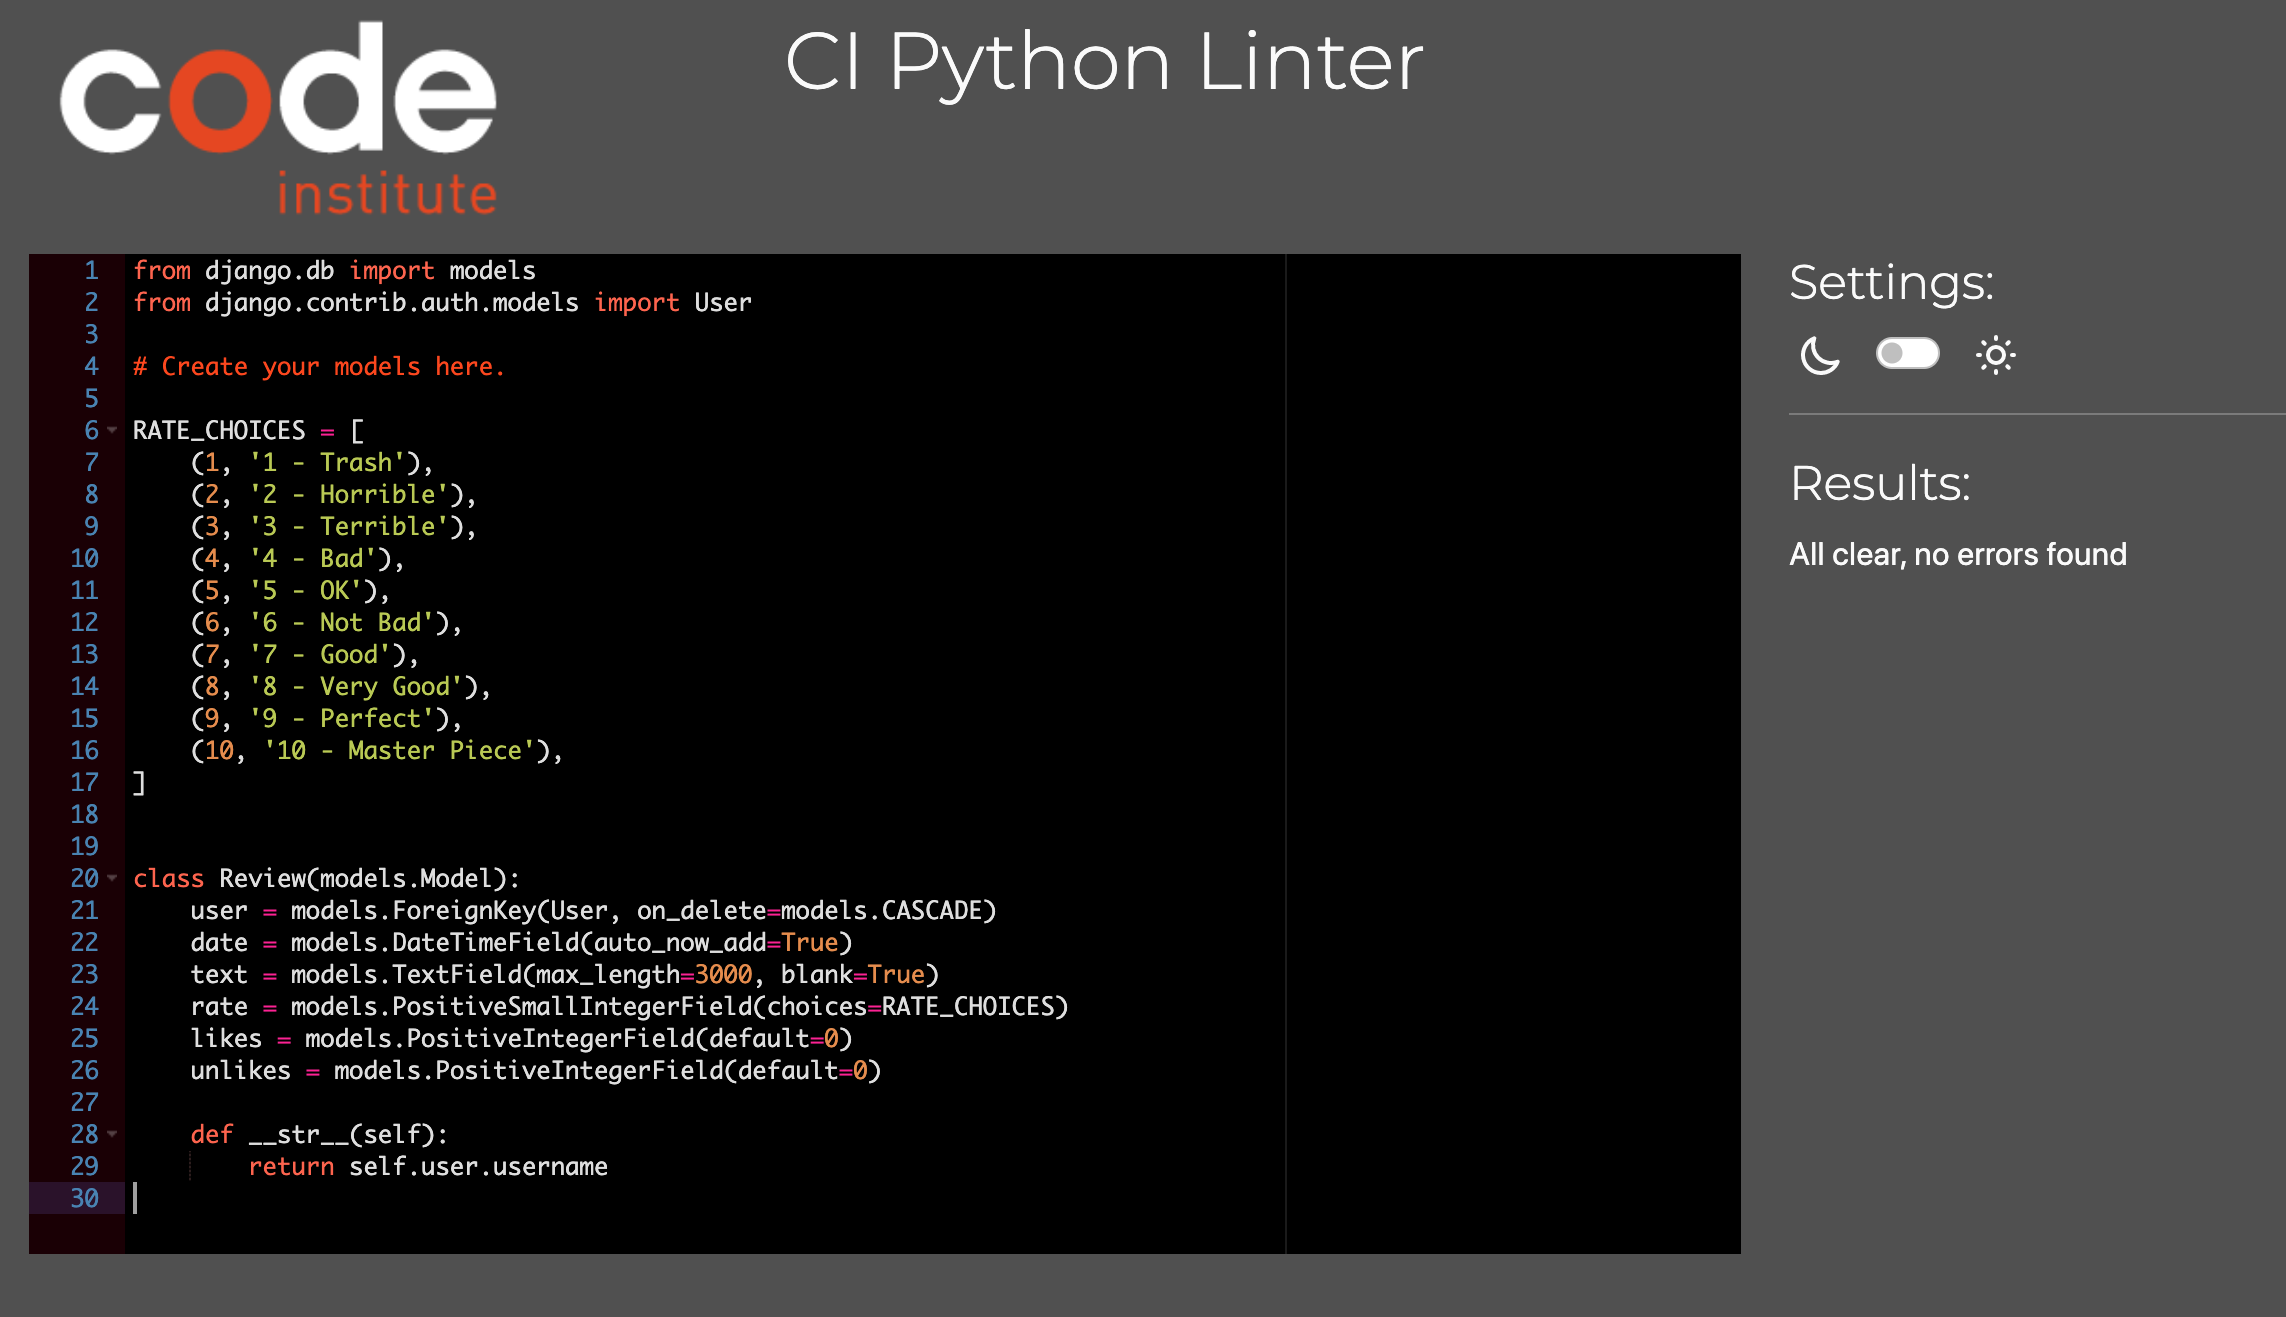 code
institute
CI Python Linter
1 from django.db import models
2 from django.contrib.auth.models import User
3
4 # Create your models here.
5
6 RATE_CHOICES = [
7     (1, '1 - Trash'),
8     (2, '2 - Horrible'),
9     (3, '3 - Terrible'),
10     (4, '4 - Bad'),
11     (5, '5 - OK'),
12     (6, '6 - Not Bad'),
13     (7, '7 - Good'),
14     (8, '8 - Very Good'),
15     (9, '9 - Perfect'),
16     (10, '10 - Master Piece'),
17 ]
18
19
20 class Review(models.Model):
21     user = models.ForeignKey(User, on_delete=models.CASCADE)
22     date = models.DateTimeField(auto_now_add=True)
23     text = models.TextField(max_length=3000, blank=True)
24     rate = models.PositiveSmallIntegerField(choices=RATE_CHOICES)
25     likes = models.PositiveIntegerField(default=0)
26     unlikes = models.PositiveIntegerField(default=0)
27
28     def __str__(self):
29         return self.user.username
30
Settings:
Results:
All clear, no errors found